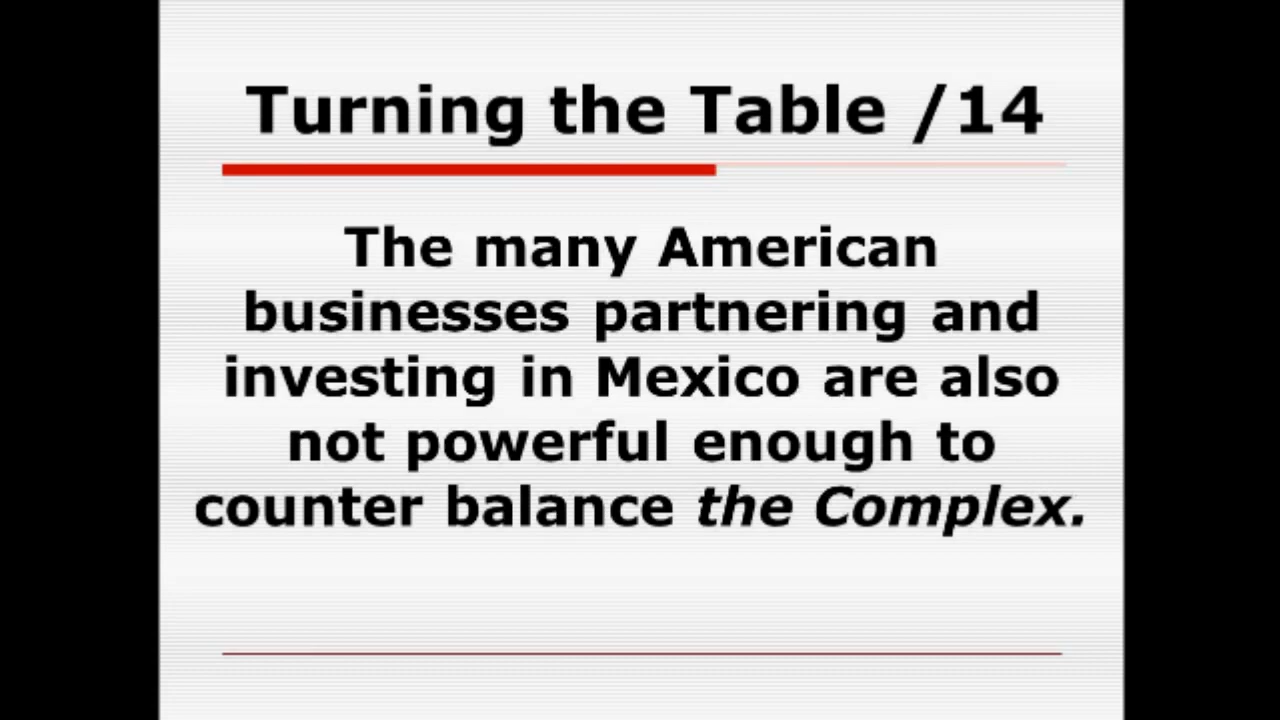 Turning the Table /14
The many American
businesses partnering and
investing in Mexico are also
not powerful enough to
counter balance the Complex.